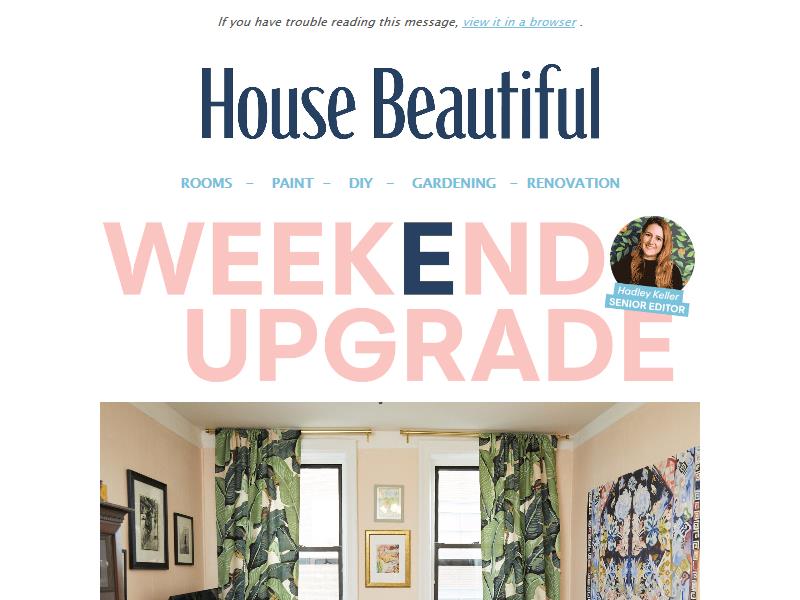 If you have trouble reading this message, view it in a browser .
House Beautiful
ROOMS – PAINT – DIY – GARDENING – RENOVATION
WEEKEND
UPGRADE
Hadley Keller
SENIOR EDITOR